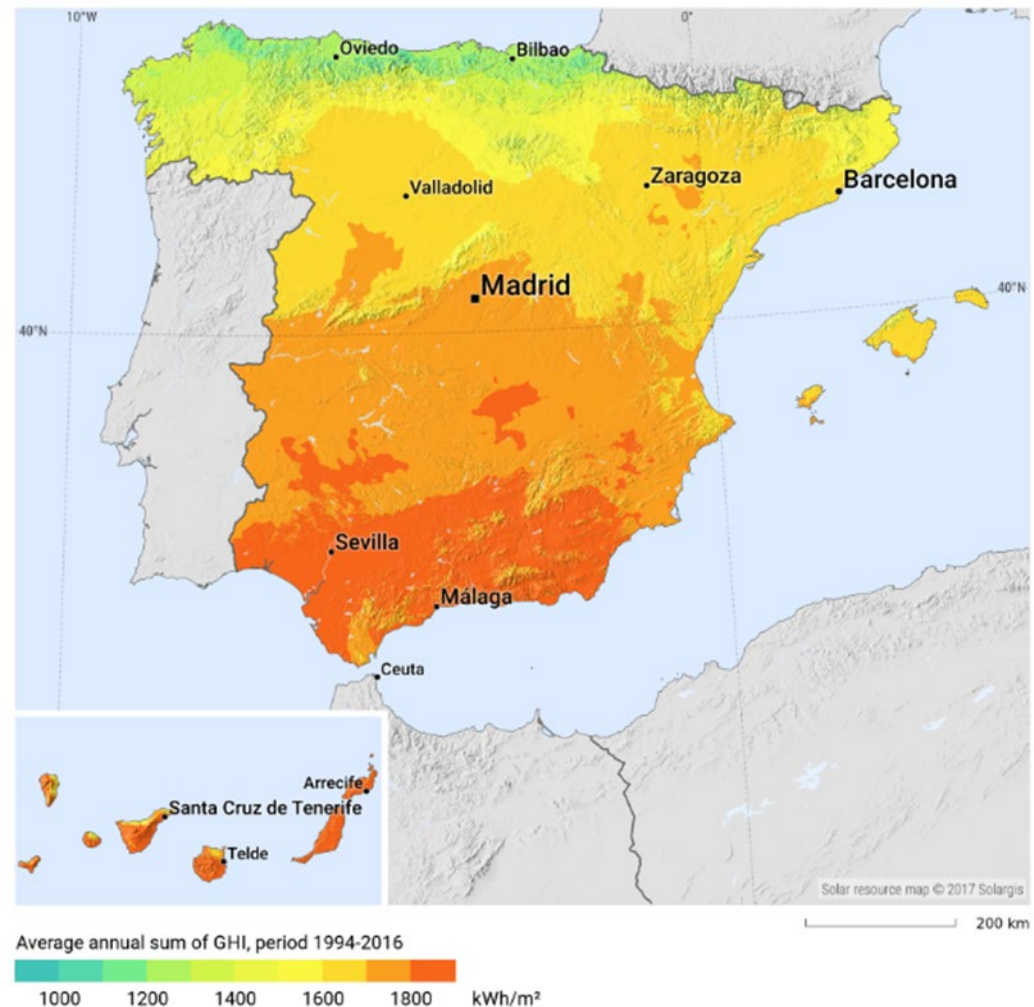 10°W 0°
Oviedo
Bilbao
Valladolid
Zaragoza
Barcelona
Madrid
40°N
40°N
Sevilla
Málaga
Ceuta
Arrecife
Santa Cruz de Tenerife
Telde
Solar resource map © 2017 Solargis
200 km
Average annual sum of GHI, period 1994-2016
1000 1200 1400 1600 1800 kWh/m²